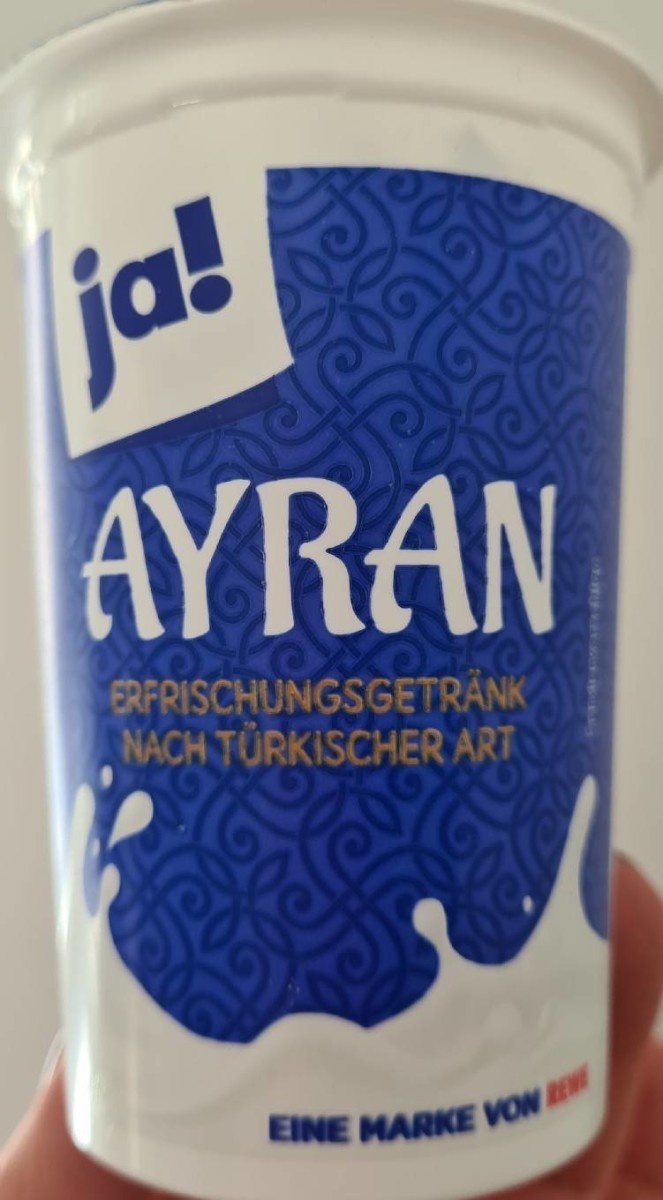 ja!
AYRAN
ERFRISCHUNGSGETRÄNK
NACH TÜRKISCHER ART
EINE MARKE VON REWE